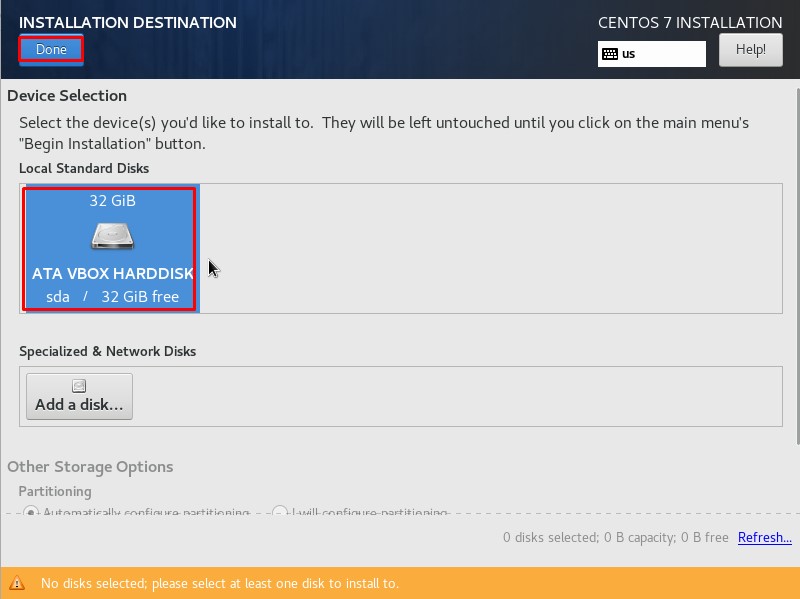 INSTALLATION DESTINATION
CENTOS 7 INSTALLATION
Done
us
Help!
Device Selection
Select the device(s) you'd like to install to. They will be left untouched until you click on the main menu's
"Begin Installation" button.
Local Standard Disks
32 GiB
ATA VBOX HARDDISK
sda / 32 GiB free
Specialized & Network Disks
Add a disk...
Other Storage Options
Partitioning
Automatically configure partitioning. I will configure partitioning.
0 disks selected; 0 B capacity; 0 B free Refresh...
No disks selected; please select at least one disk to install to.